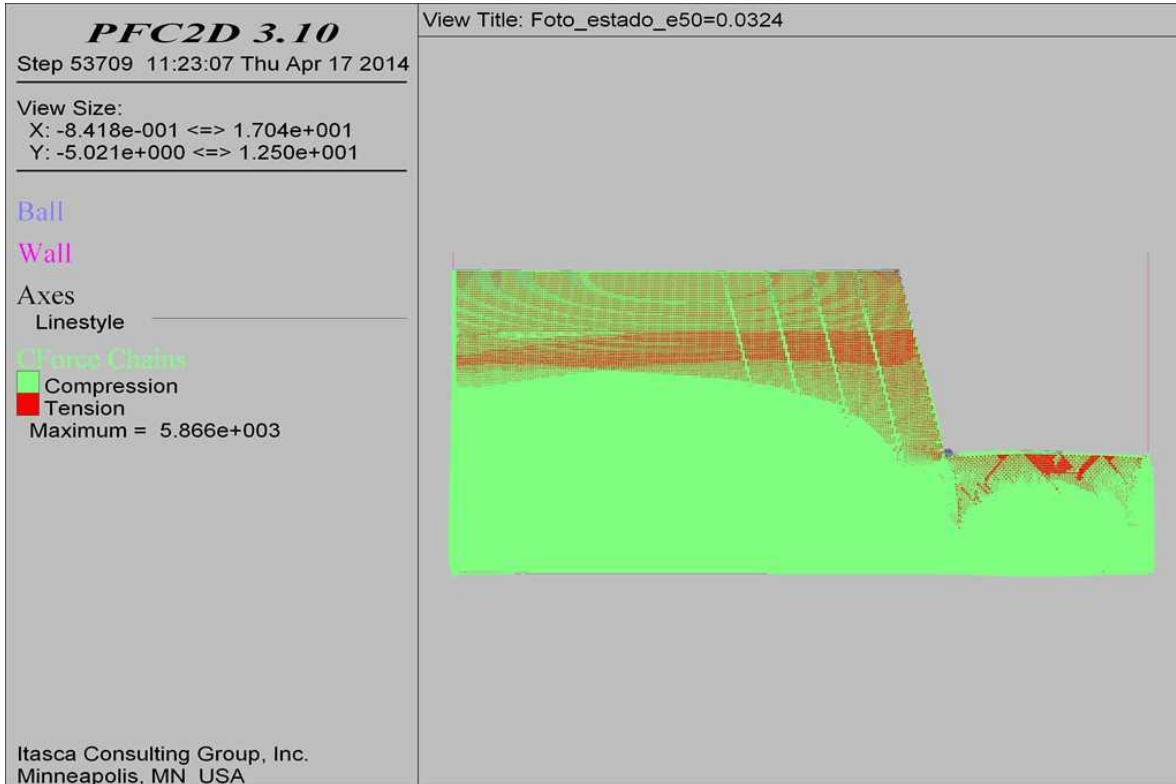 PFC2D 3.10
Step 53709 11:23:07 Thu Apr 17 2014
View Size:
X: -8.418e-001 <=> 1.704e+001
Y: -5.021e+000 <=> 1.250e+001
Ball
Wall
Axes
Linestyle
CForce Chains
Compression
Tension
Maximum = 5.866e+003
Itasca Consulting Group, Inc.
Minneapolis, MN USA
View Title: Foto_estado_e50=0.0324